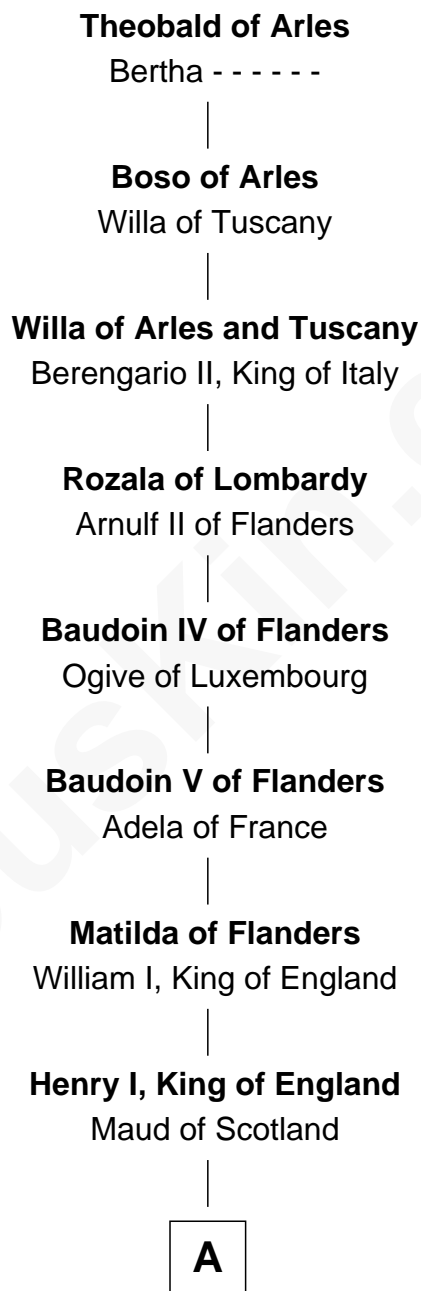 Theobald of Arles
Bertha - - - - - -
Boso of Arles
Willa of Tuscany
Willa of Arles and Tuscany
Berengario II, King of Italy
Rozala of Lombardy
Arnulf II of Flanders
Baudoin IV of Flanders
Ogive of Luxembourg
Baudoin V of Flanders
Adela of France
Matilda of Flanders
William I, King of England
Henry I, King of England
Maud of Scotland
A